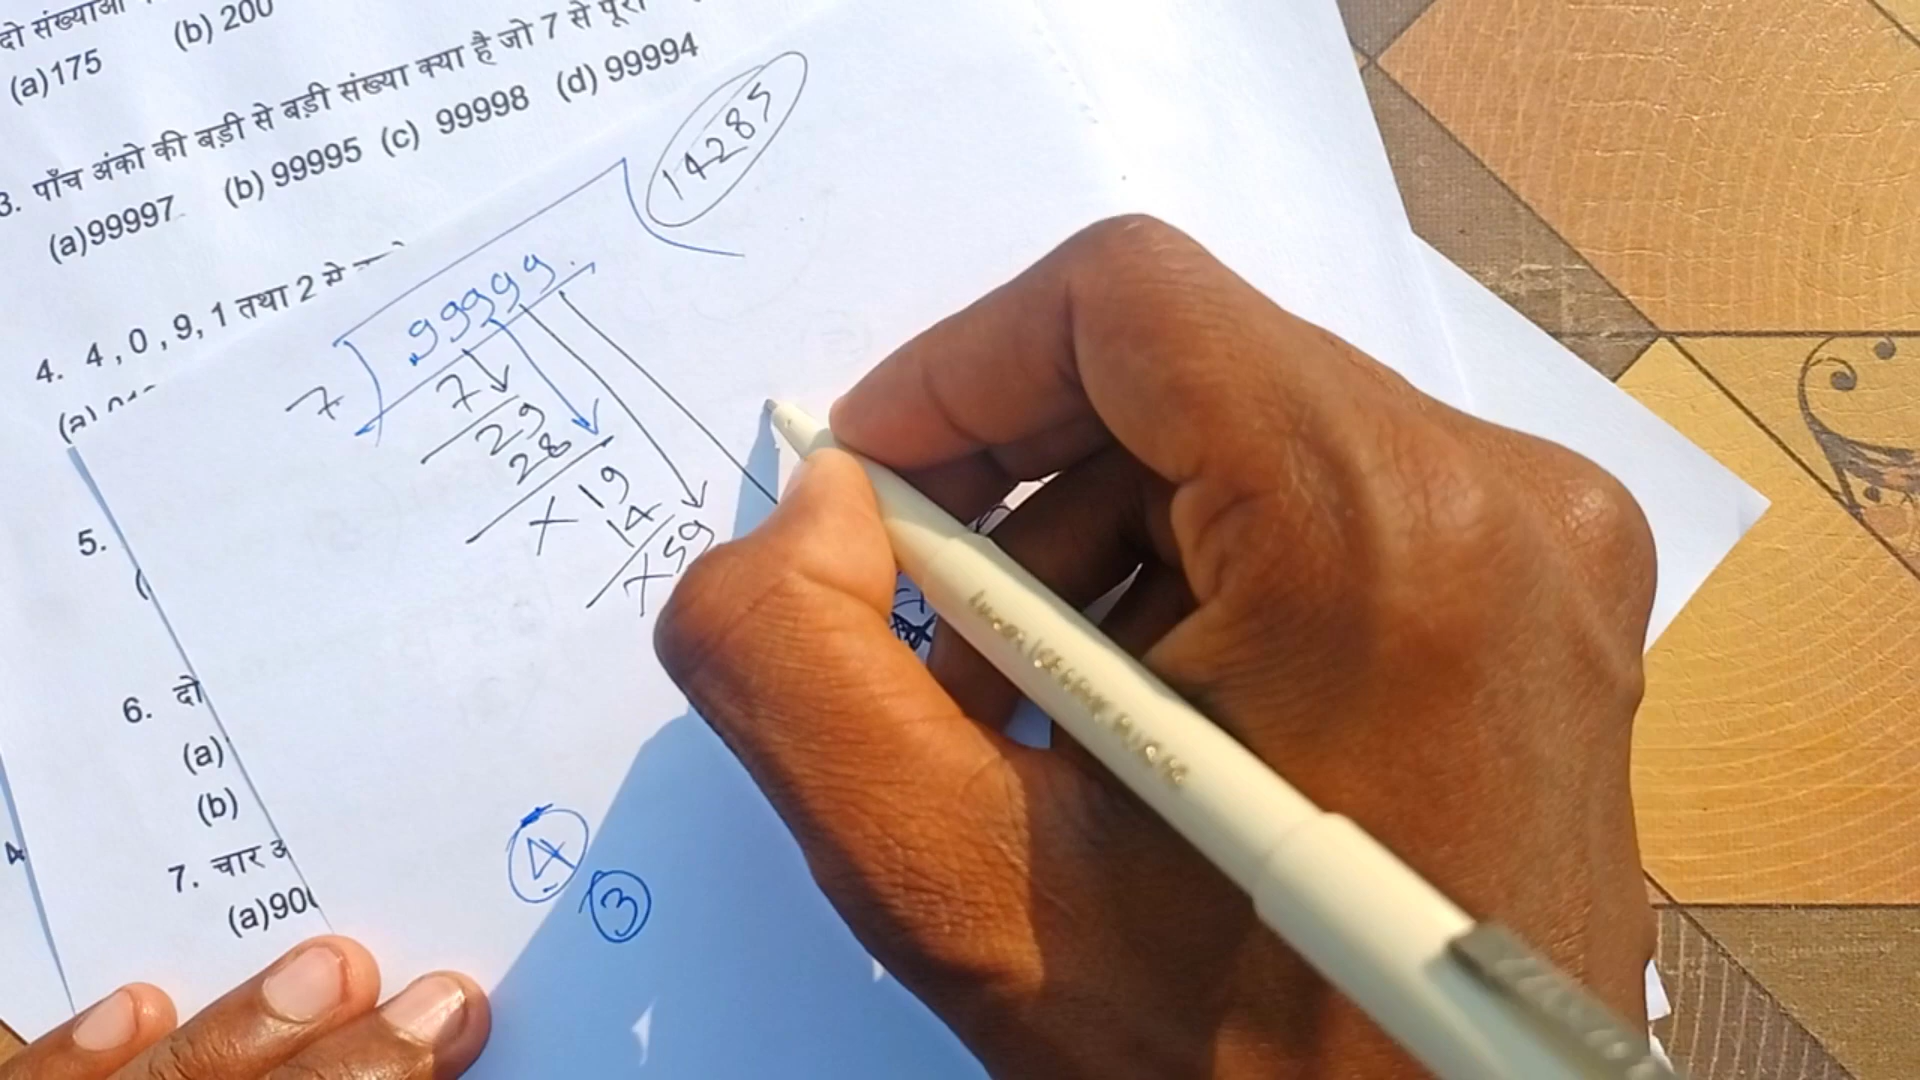 दो संख्याओं
(a)175 (b) 200
3. पाँच अंको की बड़ी से बड़ी संख्या क्या है जो 7 से
(a)99997 (b) 99995 (c) 99998 (d) 99994
14285
4. 4 , 0 , 9, 1 तथा 2 से
(a)
7 99999
7
29
28
X 19
14
X 59
5.
(
6. दो
(a)
(b)
7. चार
(a)900
4
3